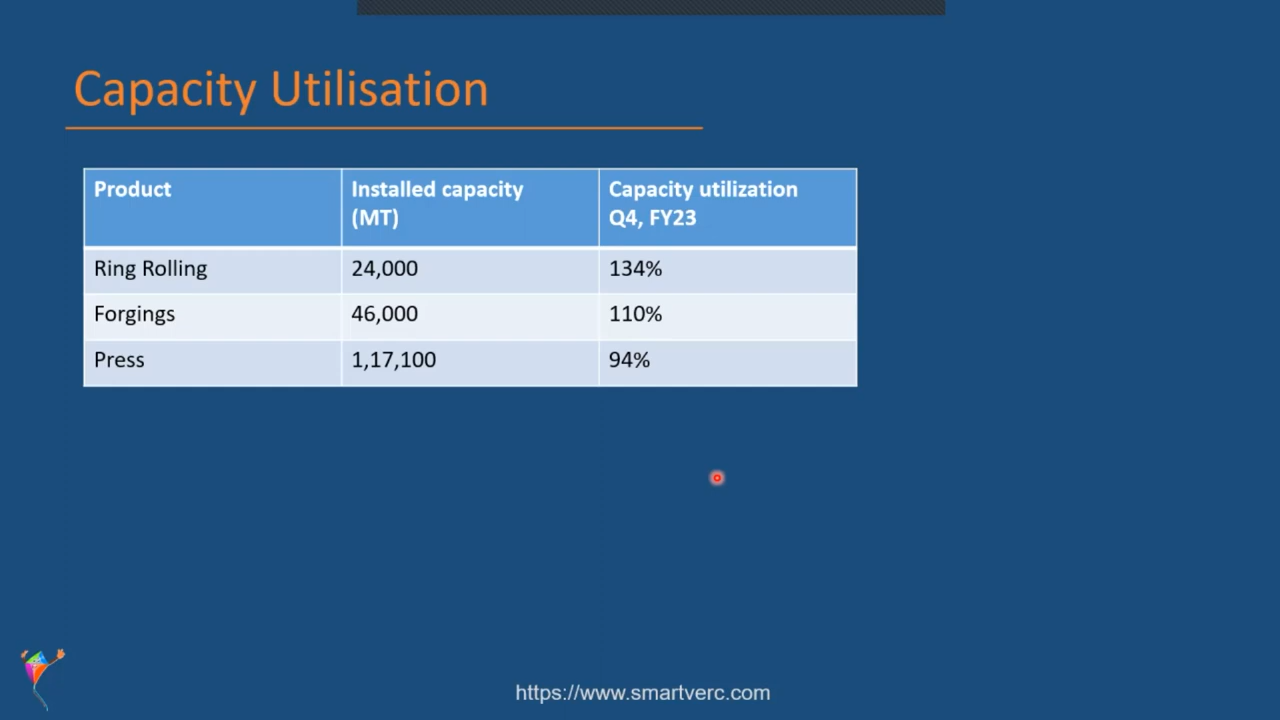 Capacity Utilisation
Product
Installed capacity
(MT)
Capacity utilization
Q4, FY23
Ring Rolling
24,000
134%
Forgings
46,000
110%
Press
1,17,100
94%
https://www.smartverc.com